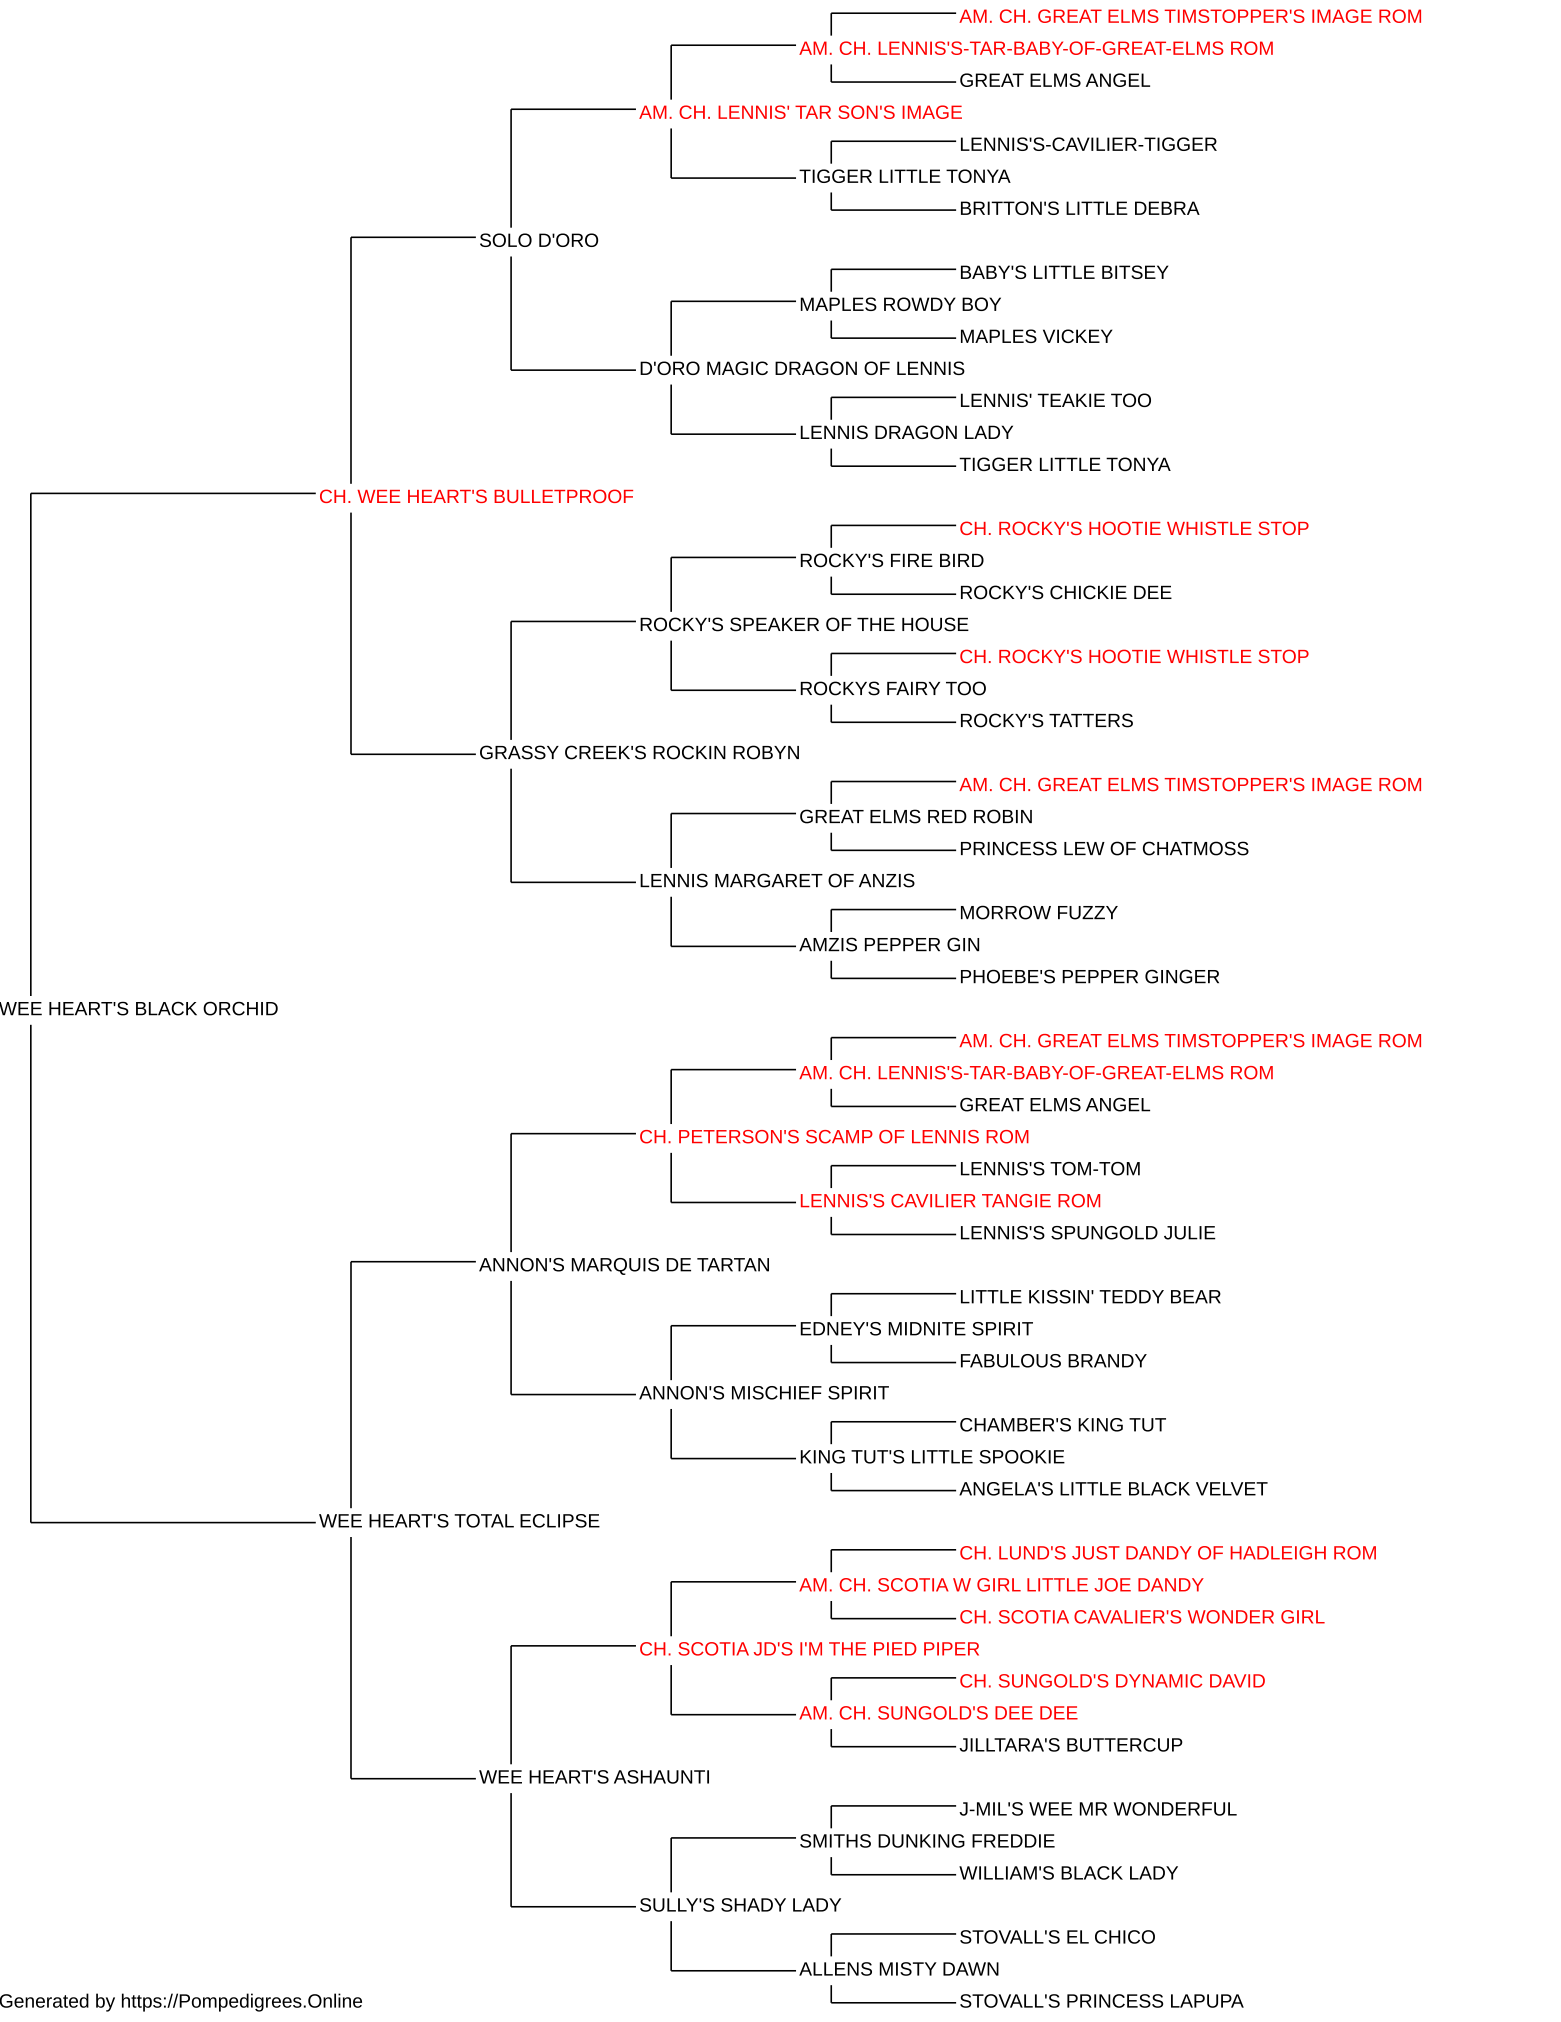 AM. CH. GREAT ELMS TIMSTOPPER'S IMAGE ROM
AM. CH. LENNIS'S-TAR-BABY-OF-GREAT-ELMS ROM
GREAT ELMS ANGEL
AM. CH. LENNIS' TAR SON'S IMAGE
LENNIS'S-CAVILIER-TIGGER
TIGGER LITTLE TONYA
BRITTON'S LITTLE DEBRA
SOLO D'ORO
BABY'S LITTLE BITSEY
MAPLES ROWDY BOY
MAPLES VICKEY
D'ORO MAGIC DRAGON OF LENNIS
LENNIS' TEAKIE TOO
LENNIS DRAGON LADY
TIGGER LITTLE TONYA
CH. WEE HEART'S BULLETPROOF
CH. ROCKY'S HOOTIE WHISTLE STOP
ROCKY'S FIRE BIRD
ROCKY'S CHICKIE DEE
ROCKY'S SPEAKER OF THE HOUSE
CH. ROCKY'S HOOTIE WHISTLE STOP
ROCKYS FAIRY TOO
ROCKY'S TATTERS
GRASSY CREEK'S ROCKIN ROBYN
AM. CH. GREAT ELMS TIMSTOPPER'S IMAGE ROM
GREAT ELMS RED ROBIN
PRINCESS LEW OF CHATMOSS
LENNIS MARGARET OF ANZIS
MORROW FUZZY
AMZIS PEPPER GIN
PHOEBE'S PEPPER GINGER
WEE HEART'S BLACK ORCHID
AM. CH. GREAT ELMS TIMSTOPPER'S IMAGE ROM
AM. CH. LENNIS'S-TAR-BABY-OF-GREAT-ELMS ROM
GREAT ELMS ANGEL
CH. PETERSON'S SCAMP OF LENNIS ROM
LENNIS'S TOM-TOM
LENNIS'S CAVILIER TANGIE ROM
LENNIS'S SPUNGOLD JULIE
ANNON'S MARQUIS DE TARTAN
LITTLE KISSIN' TEDDY BEAR
EDNEY'S MIDNITE SPIRIT
FABULOUS BRANDY
ANNON'S MISCHIEF SPIRIT
CHAMBER'S KING TUT
KING TUT'S LITTLE SPOOKIE
ANGELA'S LITTLE BLACK VELVET
WEE HEART'S TOTAL ECLIPSE
CH. LUND'S JUST DANDY OF HADLEIGH ROM
AM. CH. SCOTIA W GIRL LITTLE JOE DANDY
CH. SCOTIA CAVALIER'S WONDER GIRL
CH. SCOTIA JD'S I'M THE PIED PIPER
CH. SUNGOLD'S DYNAMIC DAVID
AM. CH. SUNGOLD'S DEE DEE
JILLTARA'S BUTTERCUP
WEE HEART'S ASHAUNTI
J-MIL'S WEE MR WONDERFUL
SMITHS DUNKING FREDDIE
WILLIAM'S BLACK LADY
SULLY'S SHADY LADY
STOVALL'S EL CHICO
ALLENS MISTY DAWN
STOVALL'S PRINCESS LAPUPA
Generated by https://Pompedigrees.Online